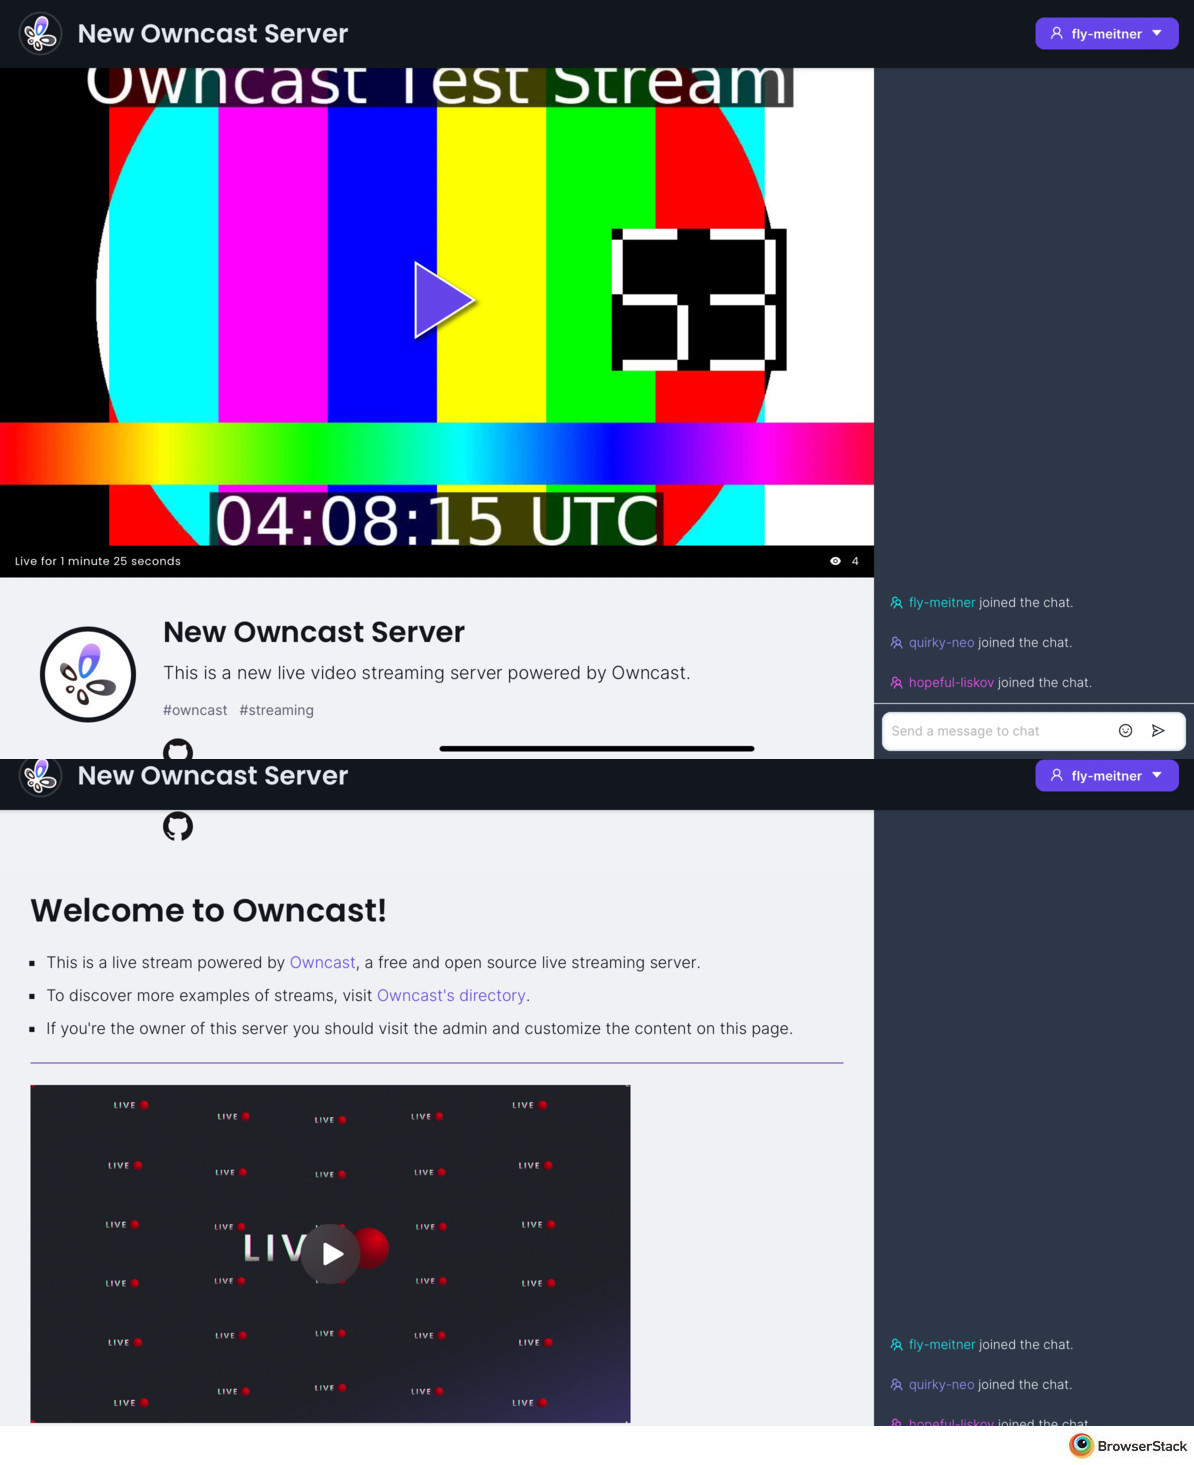 New Owncast Server
fly-meitner
Owncast Test Stream
53
04:08:15 UTC
Live for 1 minute 25 seconds
4
fly-meitner joined the chat.
quirky-neo joined the chat.
hopeful-liskov joined the chat.
New Owncast Server
This is a new live video streaming server powered by Owncast.
#owncast #streaming
Send a message to chat
New Owncast Server
fly-meitner
Welcome to Owncast!
This is a live stream powered by Owncast, a free and open source live streaming server.
To discover more examples of streams, visit Owncast's directory.
If you're the owner of this server you should visit the admin and customize the content on this page.
LIVE LIVE LIVE LIVE LIVE
LIVE LIVE LIVE LIVE LIVE
LIVE LIVE LIVE LIVE
LIV
LIVE LIVE LIVE LIVE
LIVE LIVE LIVE LIVE LIVE
LIVE LIVE LIVE LIVE LIVE
fly-meitner joined the chat.
quirky-neo joined the chat.
hopeful-liskov joined the chat.
BrowserStack